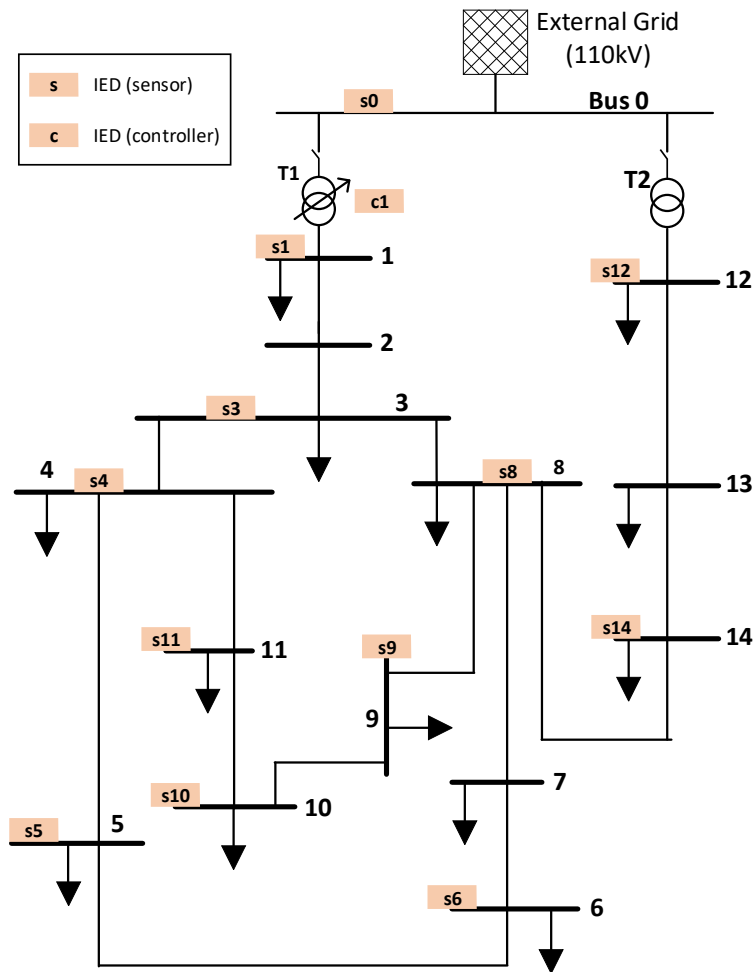 External Grid
(110kV)
s IED (sensor)
c IED (controller)
s0
Bus 0
T1
T2
c1
s1
1
s12
12
2
s3
3
4
s4
s8
8
13
s11
11
s9
9
s14
14
s10
10
7
s5
5
s6
6